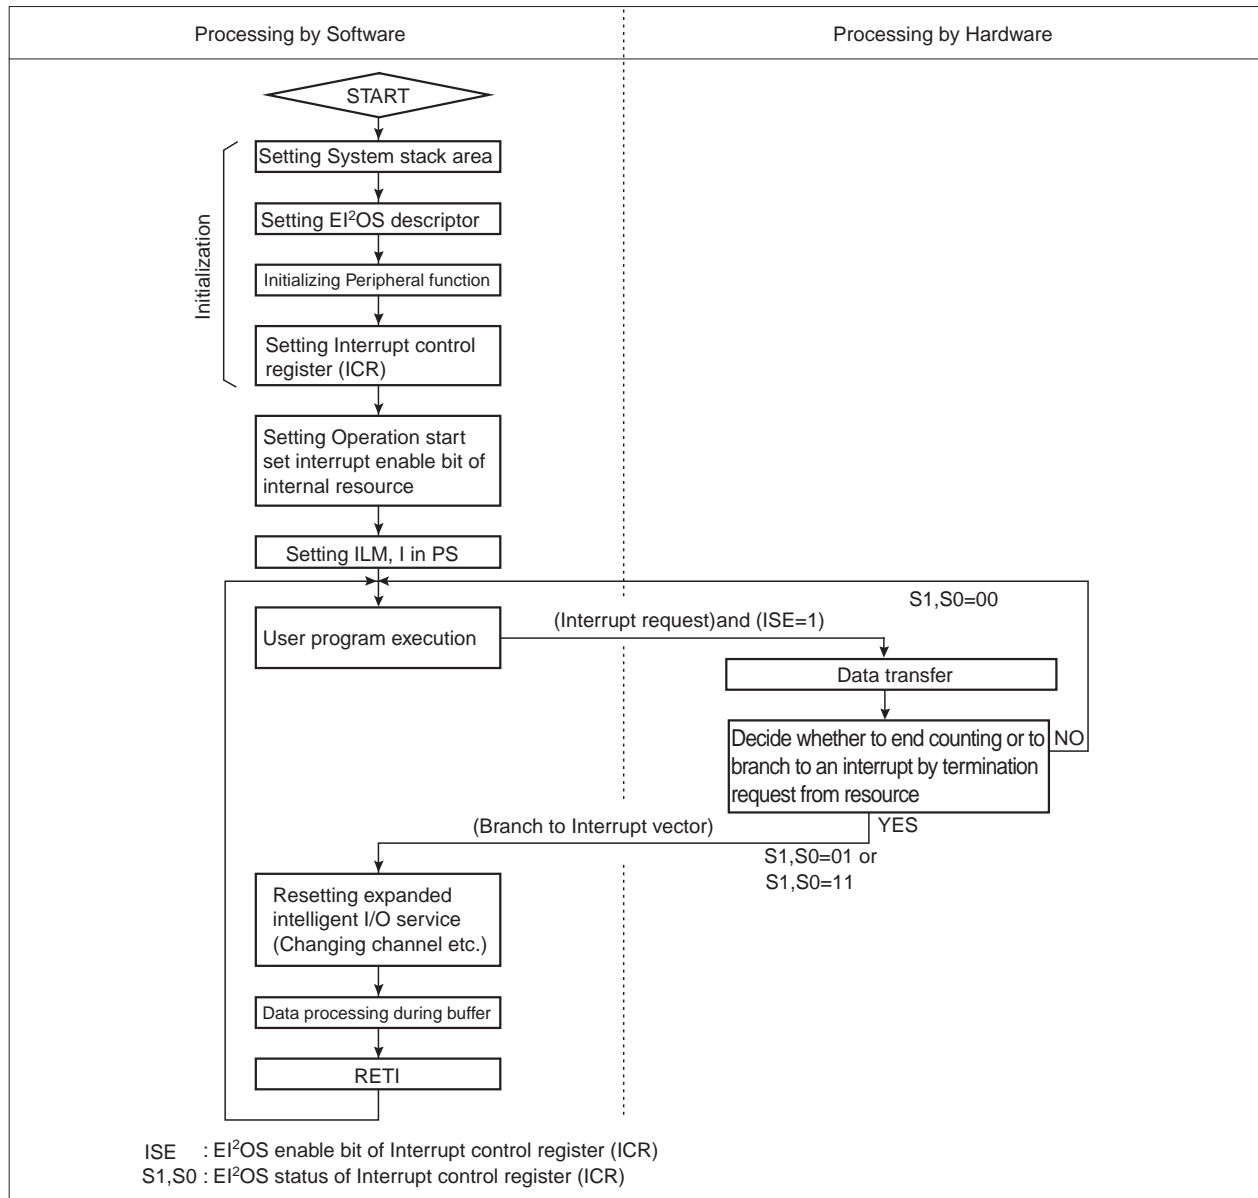 Processing by Software
Processing by Hardware
START
Initialization
Setting System stack area
Setting EI²OS descriptor
Initializing Peripheral function
Setting Interrupt control
register (ICR)
Setting Operation start
set interrupt enable bit of
internal resource
Setting ILM, I in PS
S1,S0=00
User program execution
(Interrupt request)and (ISE=1)
Data transfer
Decide whether to end counting or to
branch to an interrupt by termination
request from resource
NO
YES
(Branch to Interrupt vector)
S1,S0=01 or
S1,S0=11
Resetting expanded
intelligent I/O service
(Changing channel etc.)
Data processing during buffer
RETI
ISE : EI²OS enable bit of Interrupt control register (ICR)
S1,S0 : EI²OS status of Interrupt control register (ICR)